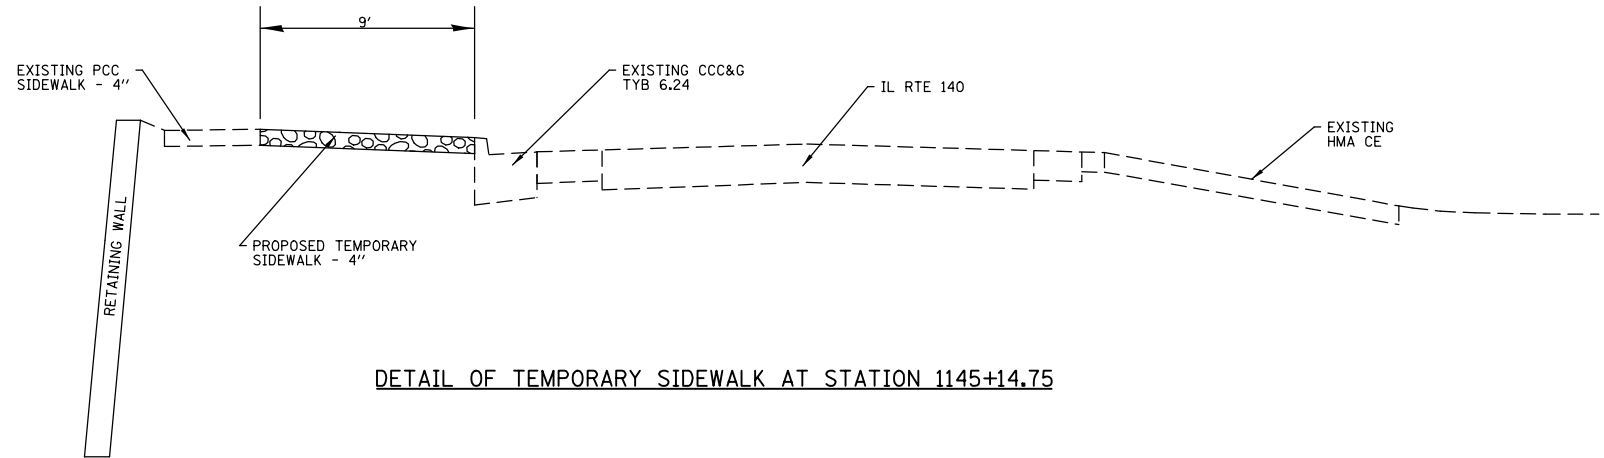 9'
EXISTING PCC
SIDEWALK - 4"
EXISTING CCC&G
TYB 6.24
IL RTE 140
EXISTING
HMA CE
RETAINING WALL
PROPOSED TEMPORARY
SIDEWALK - 4"
DETAIL OF TEMPORARY SIDEWALK AT STATION 1145+14.75